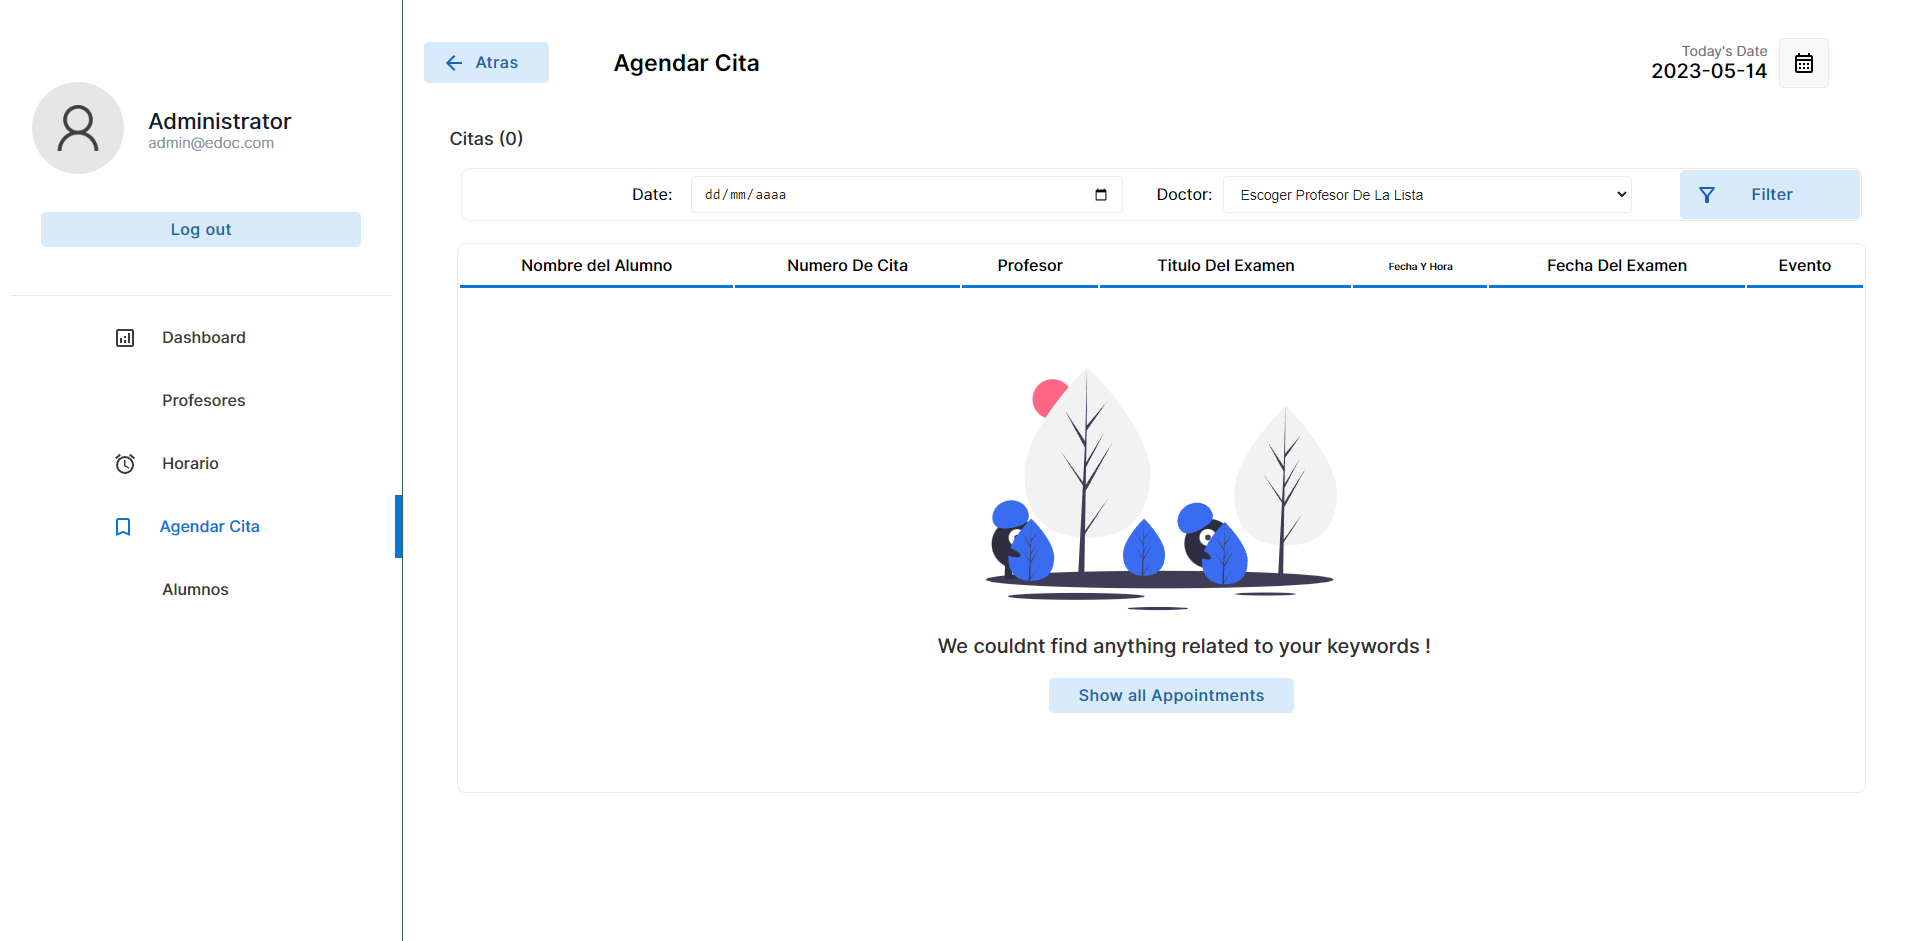 Administrator
admin@edoc.com
Log out
Dashboard
Profesores
Horario
Agendar Cita
Alumnos
Atras
Agendar Cita
Today's Date
2023-05-14
Citas (0)
Date: dd/mm/aaaa Doctor: Escoger Profesor De La Lista Filter
Nombre del Alumno Numero De Cita Profesor Titulo Del Examen Fecha Y Hora Fecha Del Examen Evento
We couldnt find anything related to your keywords !
Show all Appointments